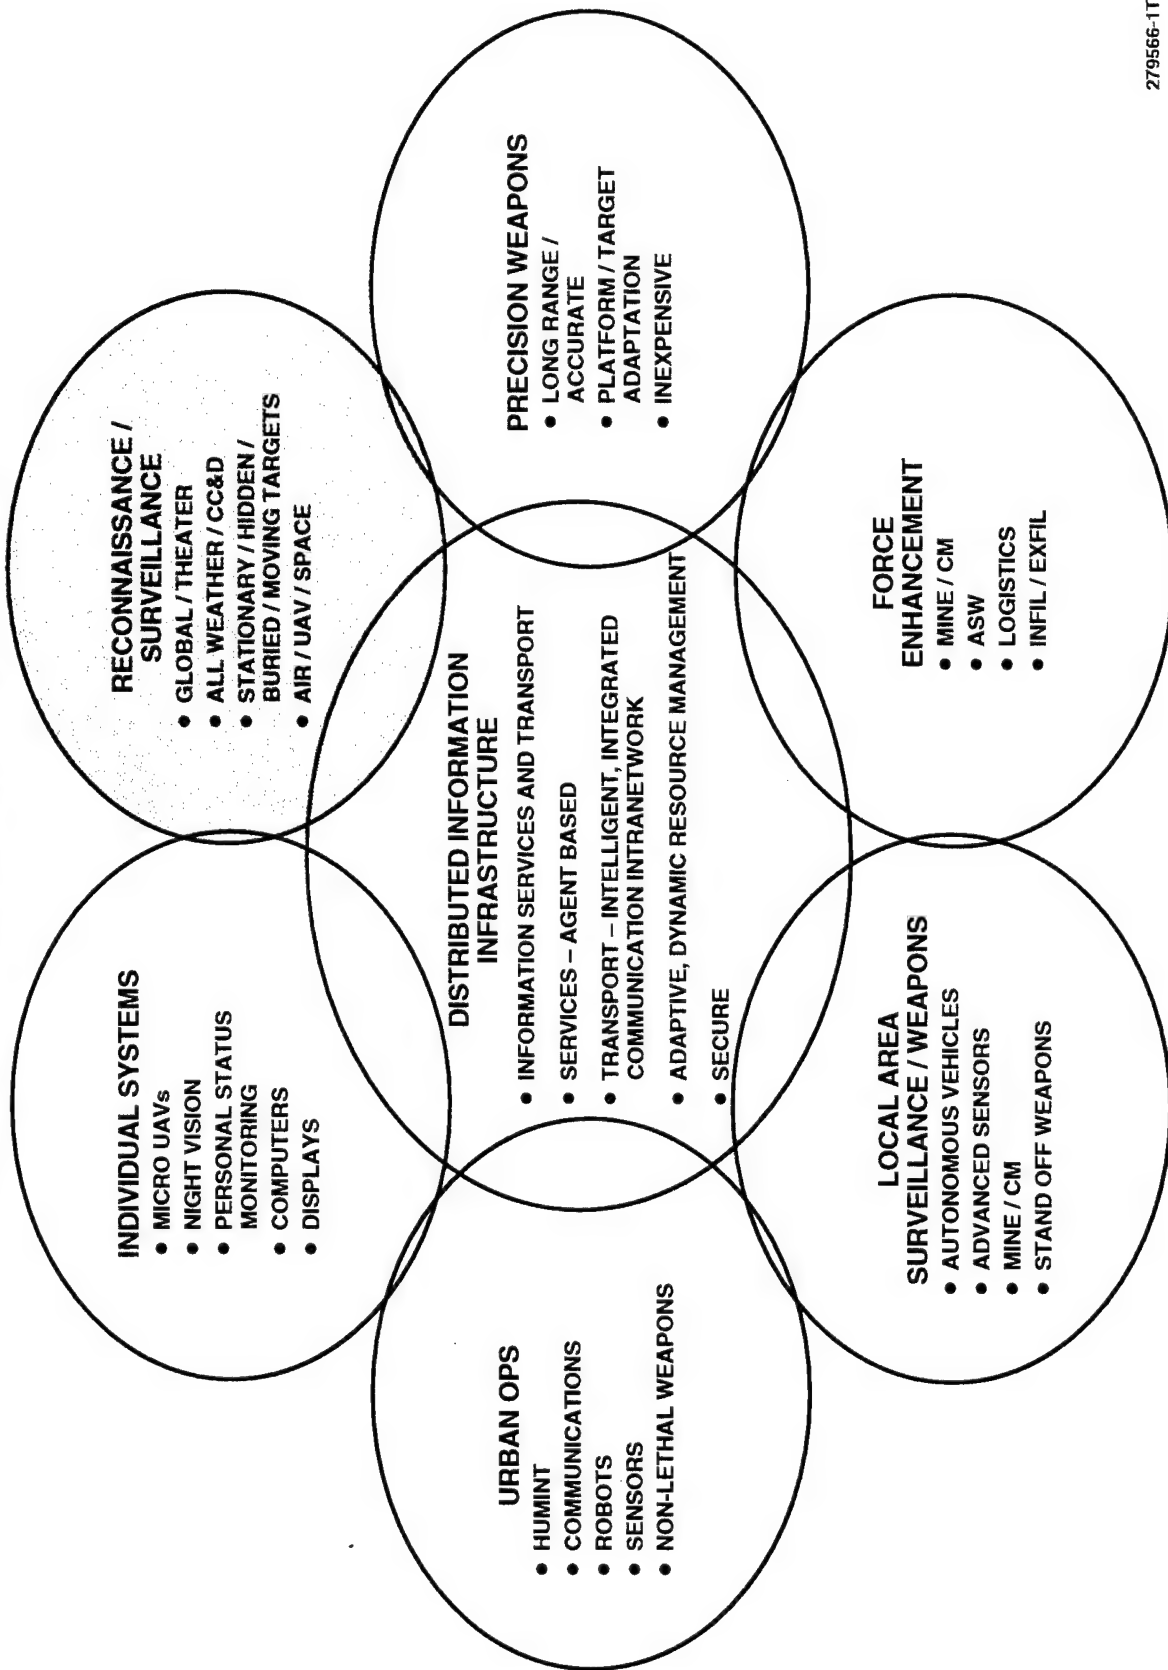 INDIVIDUAL SYSTEMS
• MICRO UAVs
• NIGHT VISION
• PERSONAL STATUS
MONITORING
• COMPUTERS
• DISPLAYS
RECONNAISSANCE /
SURVEILLANCE
• GLOBAL / THEATER
• ALL WEATHER / CC&D
• STATIONARY / HIDDEN /
BURIED / MOVING TARGETS
• AIR / UAV / SPACE
URBAN OPS
• HUMINT
• COMMUNICATIONS
• ROBOTS
• SENSORS
• NON-LETHAL WEAPONS
DISTRIBUTED INFORMATION
INFRASTRUCTURE
• INFORMATION SERVICES AND TRANSPORT
• SERVICES – AGENT BASED
• TRANSPORT – INTELLIGENT, INTEGRATED
COMMUNICATION INTRANETWORK
• ADAPTIVE, DYNAMIC RESOURCE MANAGEMENT
• SECURE
PRECISION WEAPONS
• LONG RANGE /
ACCURATE
• PLATFORM / TARGET
ADAPTATION
• INEXPENSIVE
LOCAL AREA
SURVEILLANCE / WEAPONS
• AUTONOMOUS VEHICLES
• ADVANCED SENSORS
• MINE / CM
• STAND OFF WEAPONS
FORCE
ENHANCEMENT
• MINE / CM
• ASW
• LOGISTICS
• INFIL / EXFIL
279566-1T